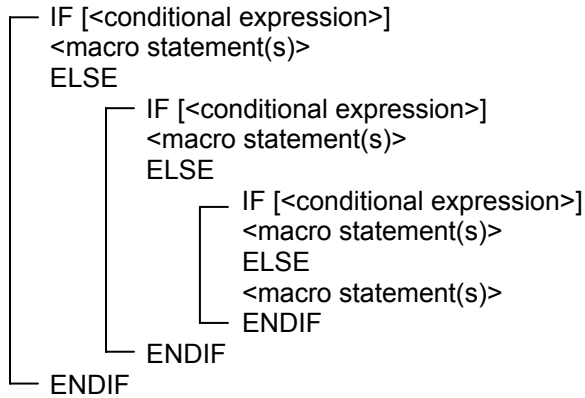 IF [<conditional expression>]
<macro statement(s)>
ELSE
IF [<conditional expression>]
<macro statement(s)>
ELSE
IF [<conditional expression>]
<macro statement(s)>
ELSE
<macro statement(s)>
ENDIF
ENDIF
ENDIF